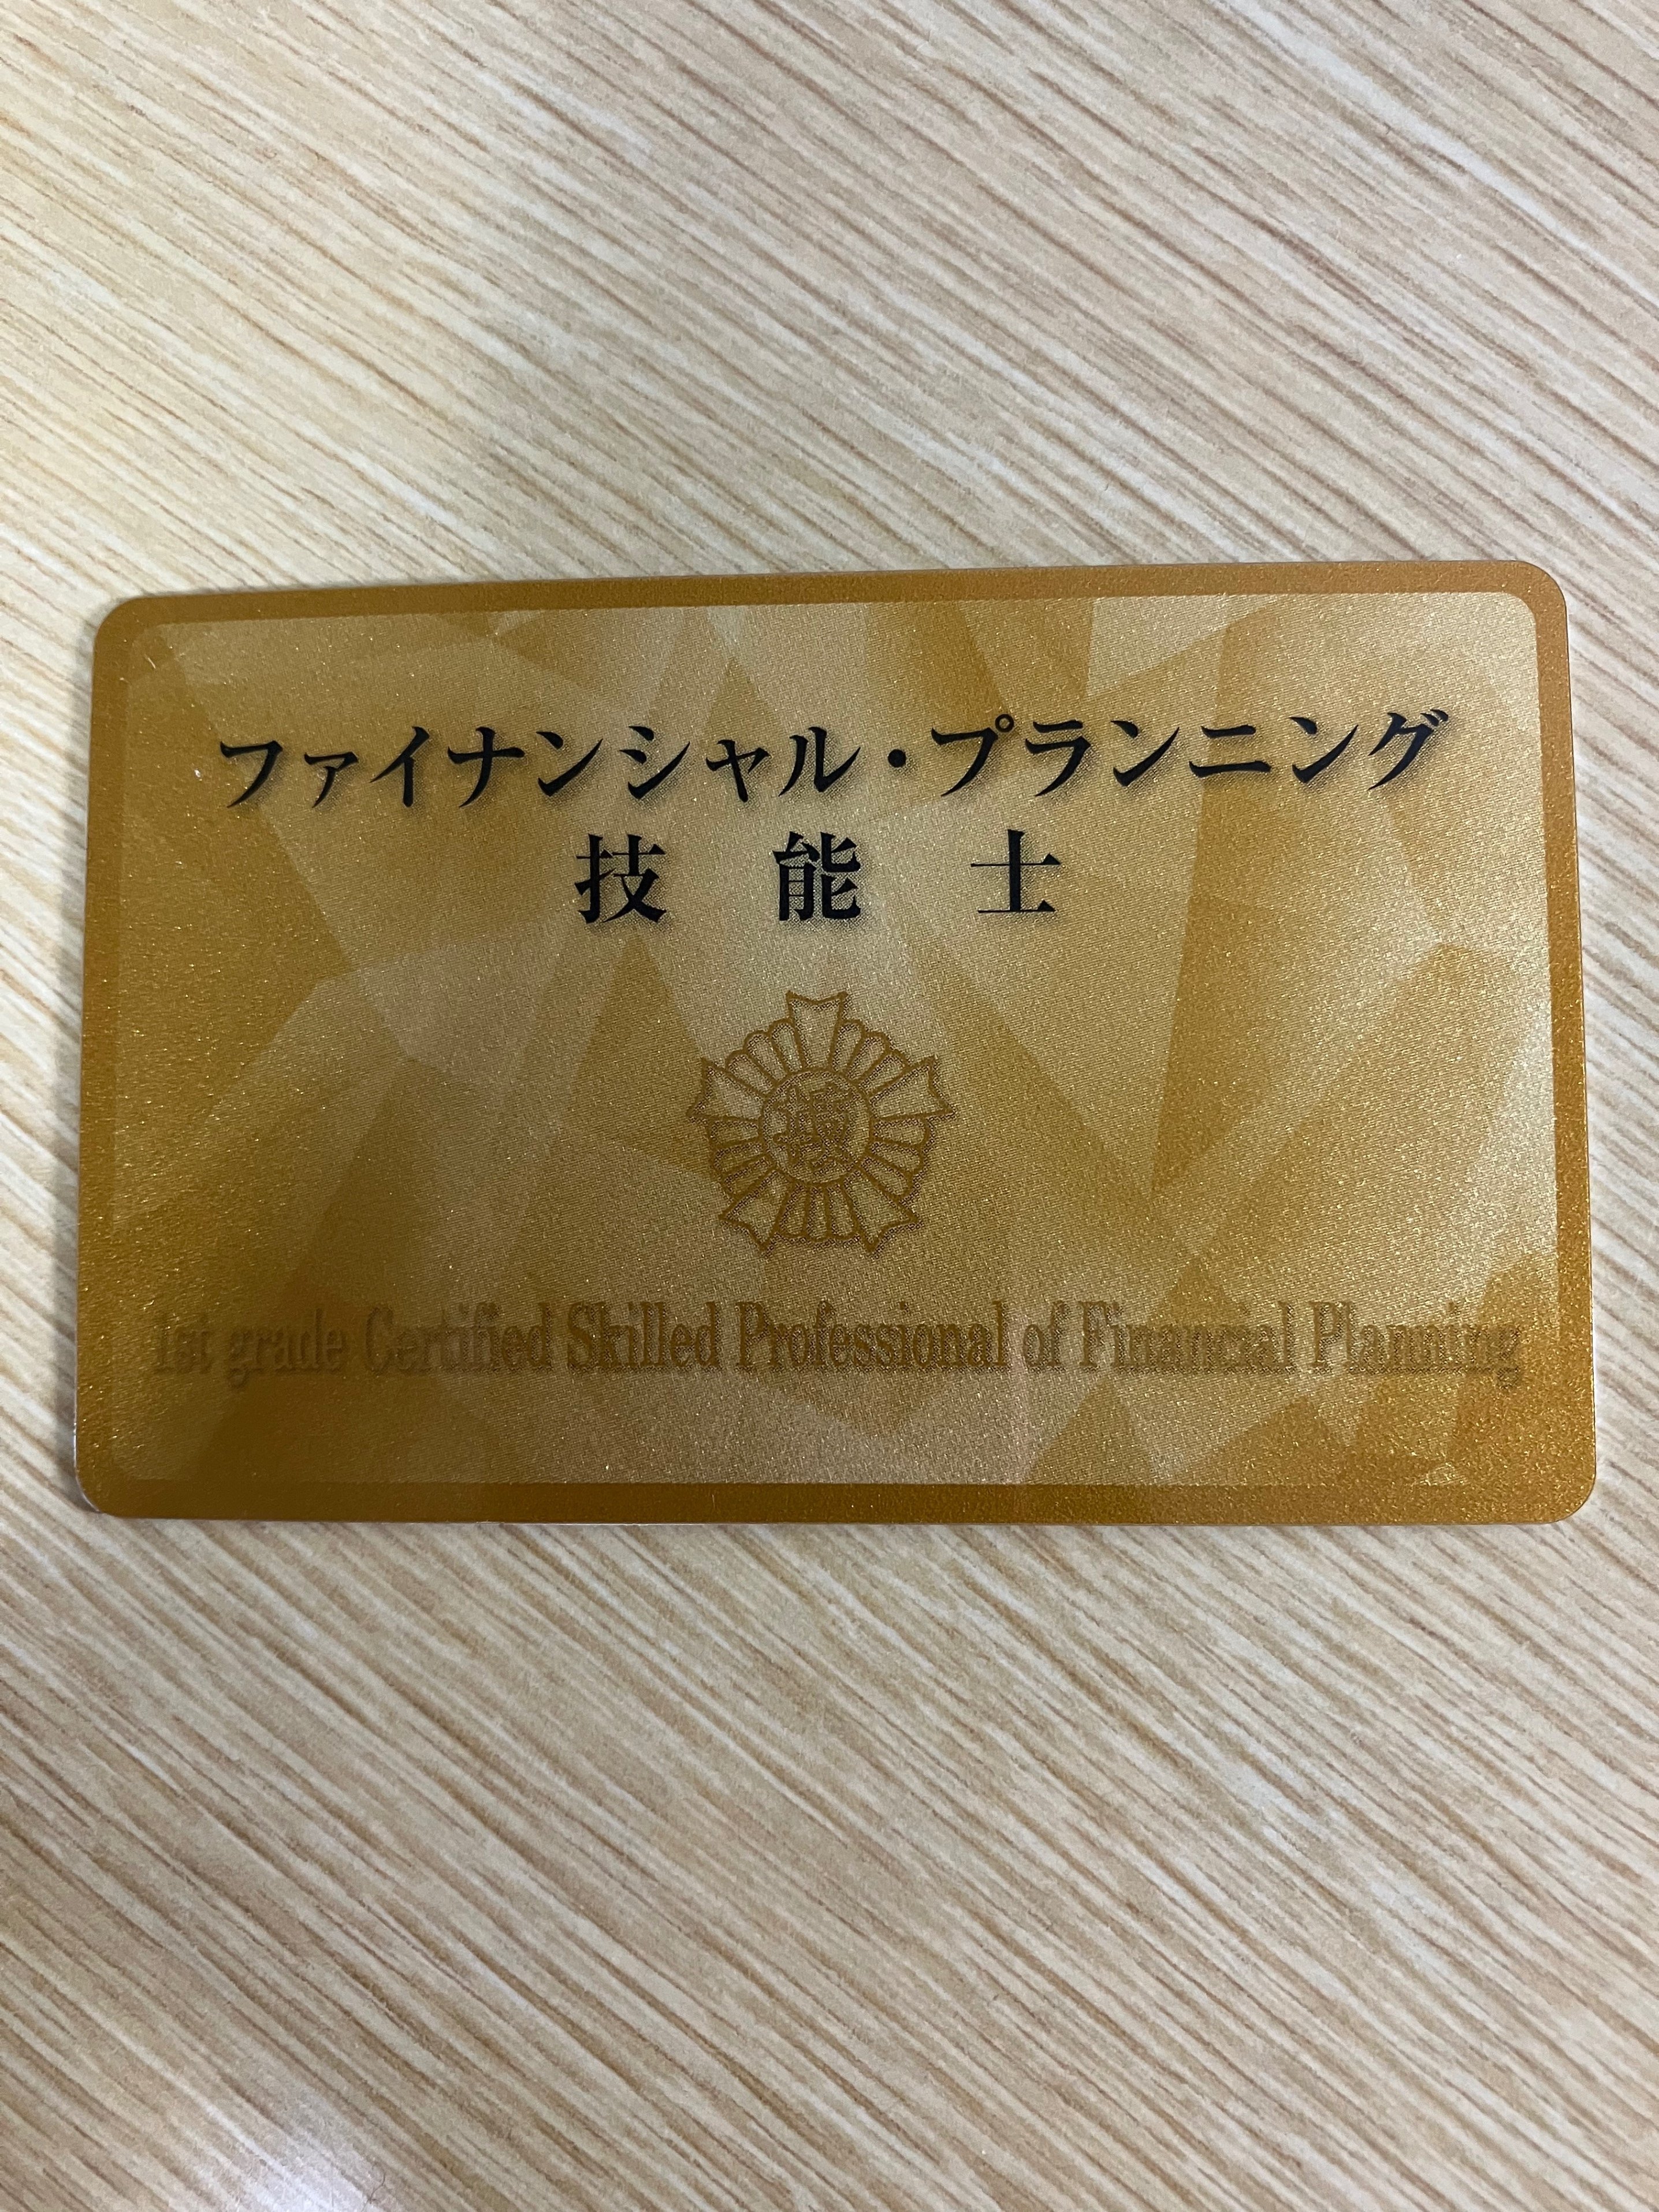 ファイナンシャル・プランニング
技能士
技
1st grade Certified Skilled Professional of Financial Planning